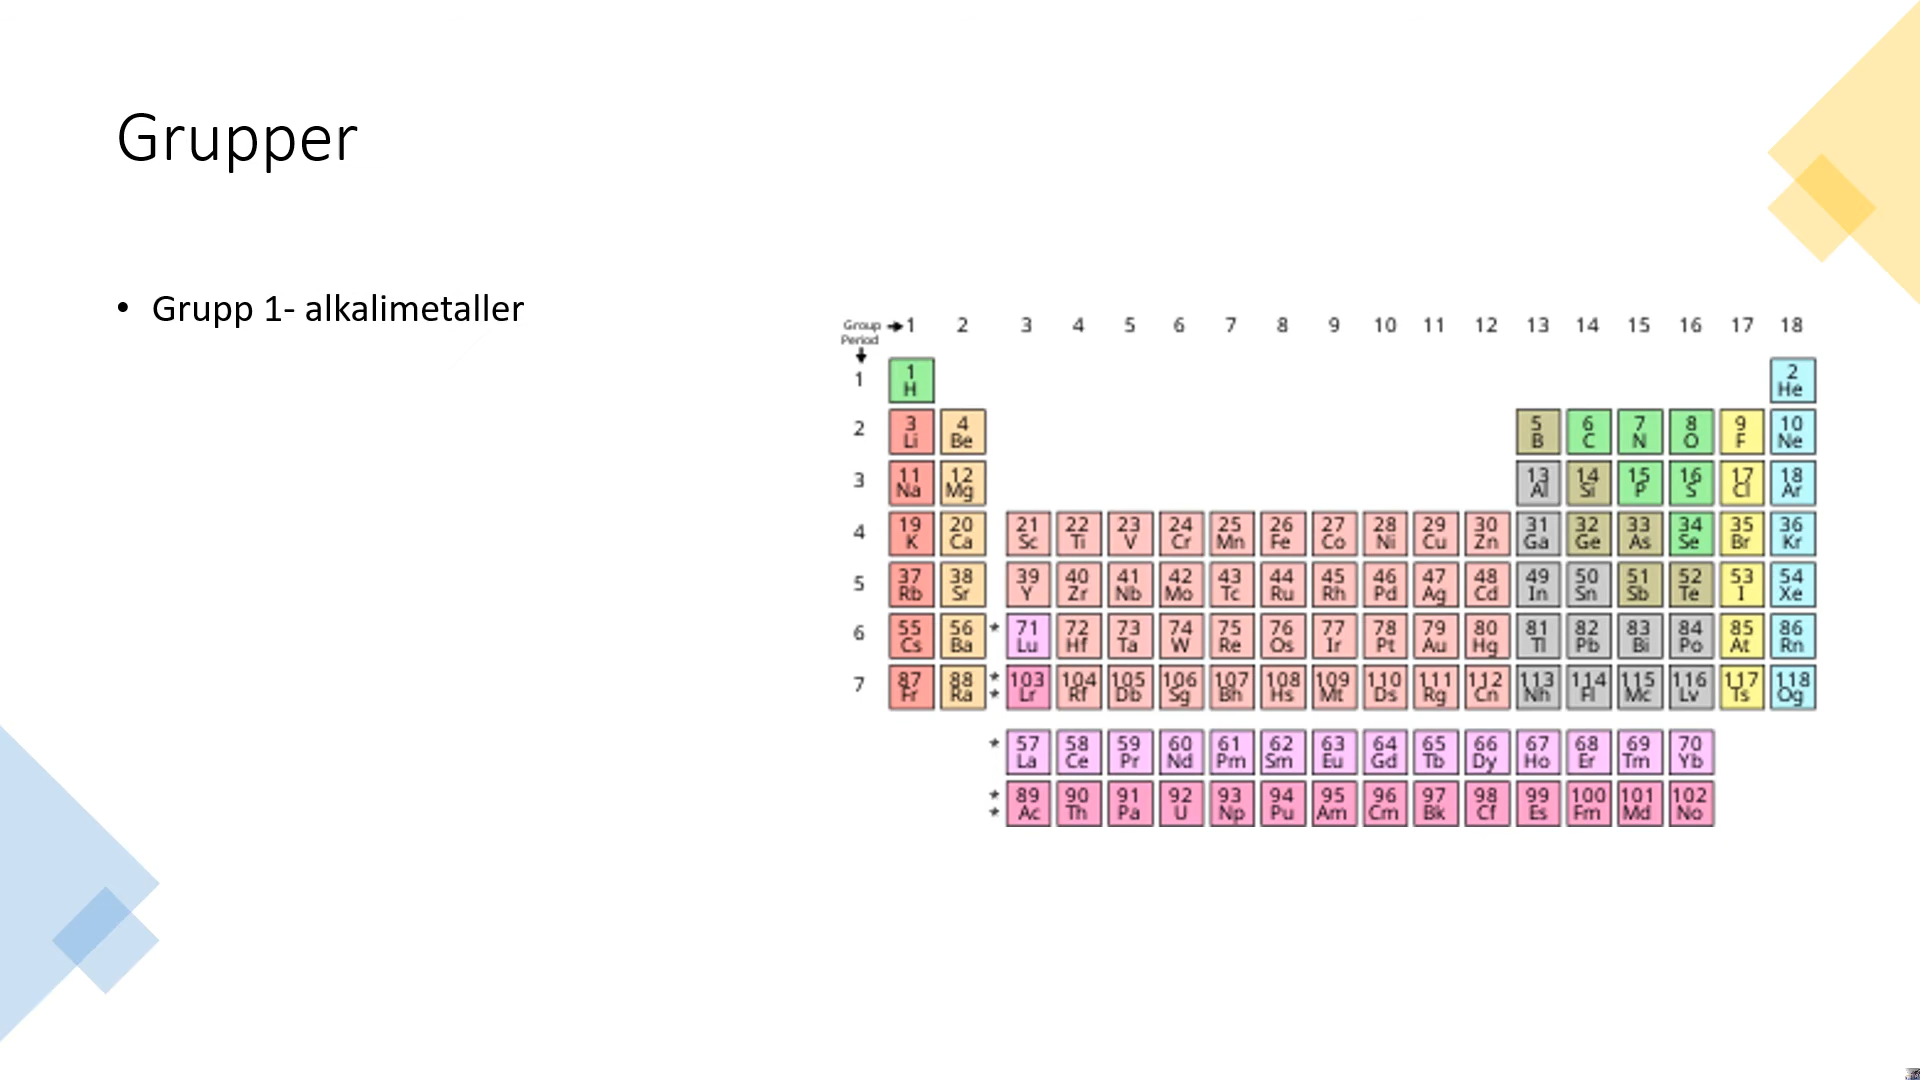 Grupper
• Grupp 1- alkalimetaller
Group → 1 2 3 4 5 6 7 8 9 10 11 12 13 14 15 16 17 18
Period
↓
1 1 H 2 He
2 3 Li 4 Be 5 B 6 C 7 N 8 O 9 F 10 Ne
3 11 Na 12 Mg 13 Al 14 Si 15 P 16 S 17 Cl 18 Ar
4 19 K 20 Ca 21 Sc 22 Ti 23 V 24 Cr 25 Mn 26 Fe 27 Co 28 Ni 29 Cu 30 Zn 31 Ga 32 Ge 33 As 34 Se 35 Br 36 Kr
5 37 Rb 38 Sr 39 Y 40 Zr 41 Nb 42 Mo 43 Tc 44 Ru 45 Rh 46 Pd 47 Ag 48 Cd 49 In 50 Sn 51 Sb 52 Te 53 I 54 Xe
6 55 Cs 56 Ba * 71 Lu 72 Hf 73 Ta 74 W 75 Re 76 Os 77 Ir 78 Pt 79 Au 80 Hg 81 Tl 82 Pb 83 Bi 84 Po 85 At 86 Rn
7 87 Fr 88 Ra * * 103 Lr 104 Rf 105 Db 106 Sg 107 Bh 108 Hs 109 Mt 110 Ds 111 Rg 112 Cn 113 Nh 114 Fl 115 Mc 116 Lv 117 Ts 118 Og
* 57 La 58 Ce 59 Pr 60 Nd 61 Pm 62 Sm 63 Eu 64 Gd 65 Tb 66 Dy 67 Ho 68 Er 69 Tm 70 Yb
* * 89 Ac 90 Th 91 Pa 92 U 93 Np 94 Pu 95 Am 96 Cm 97 Bk 98 Cf 99 Es 100 Fm 101 Md 102 No